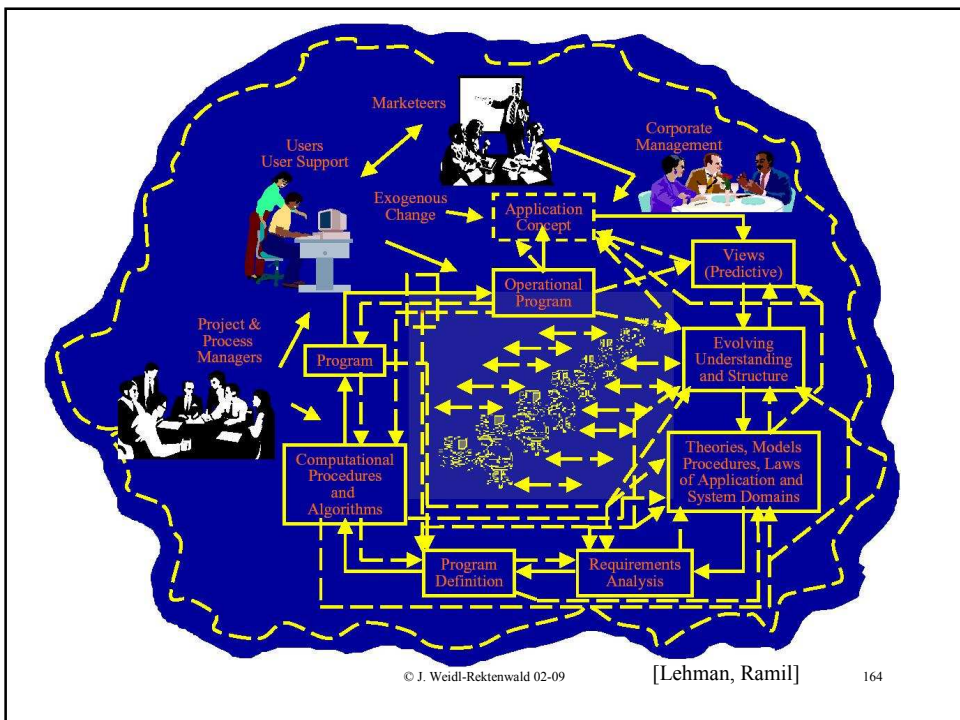 Marketeers
Users
User Support
Corporate
Management
Exogenous
Change
Application
Concept
Views
(Predictive)
Operational
Program
Project &
Process
Managers
Program
Evolving
Understanding
and Structure
Computational
Procedures
and
Algorithms
Theories, Models
Procedures, Laws
of Application and
System Domains
Program
Definition
Requirements
Analysis
© J. Weidl-Rektenwald 02-09
[Lehman, Ramil]
164